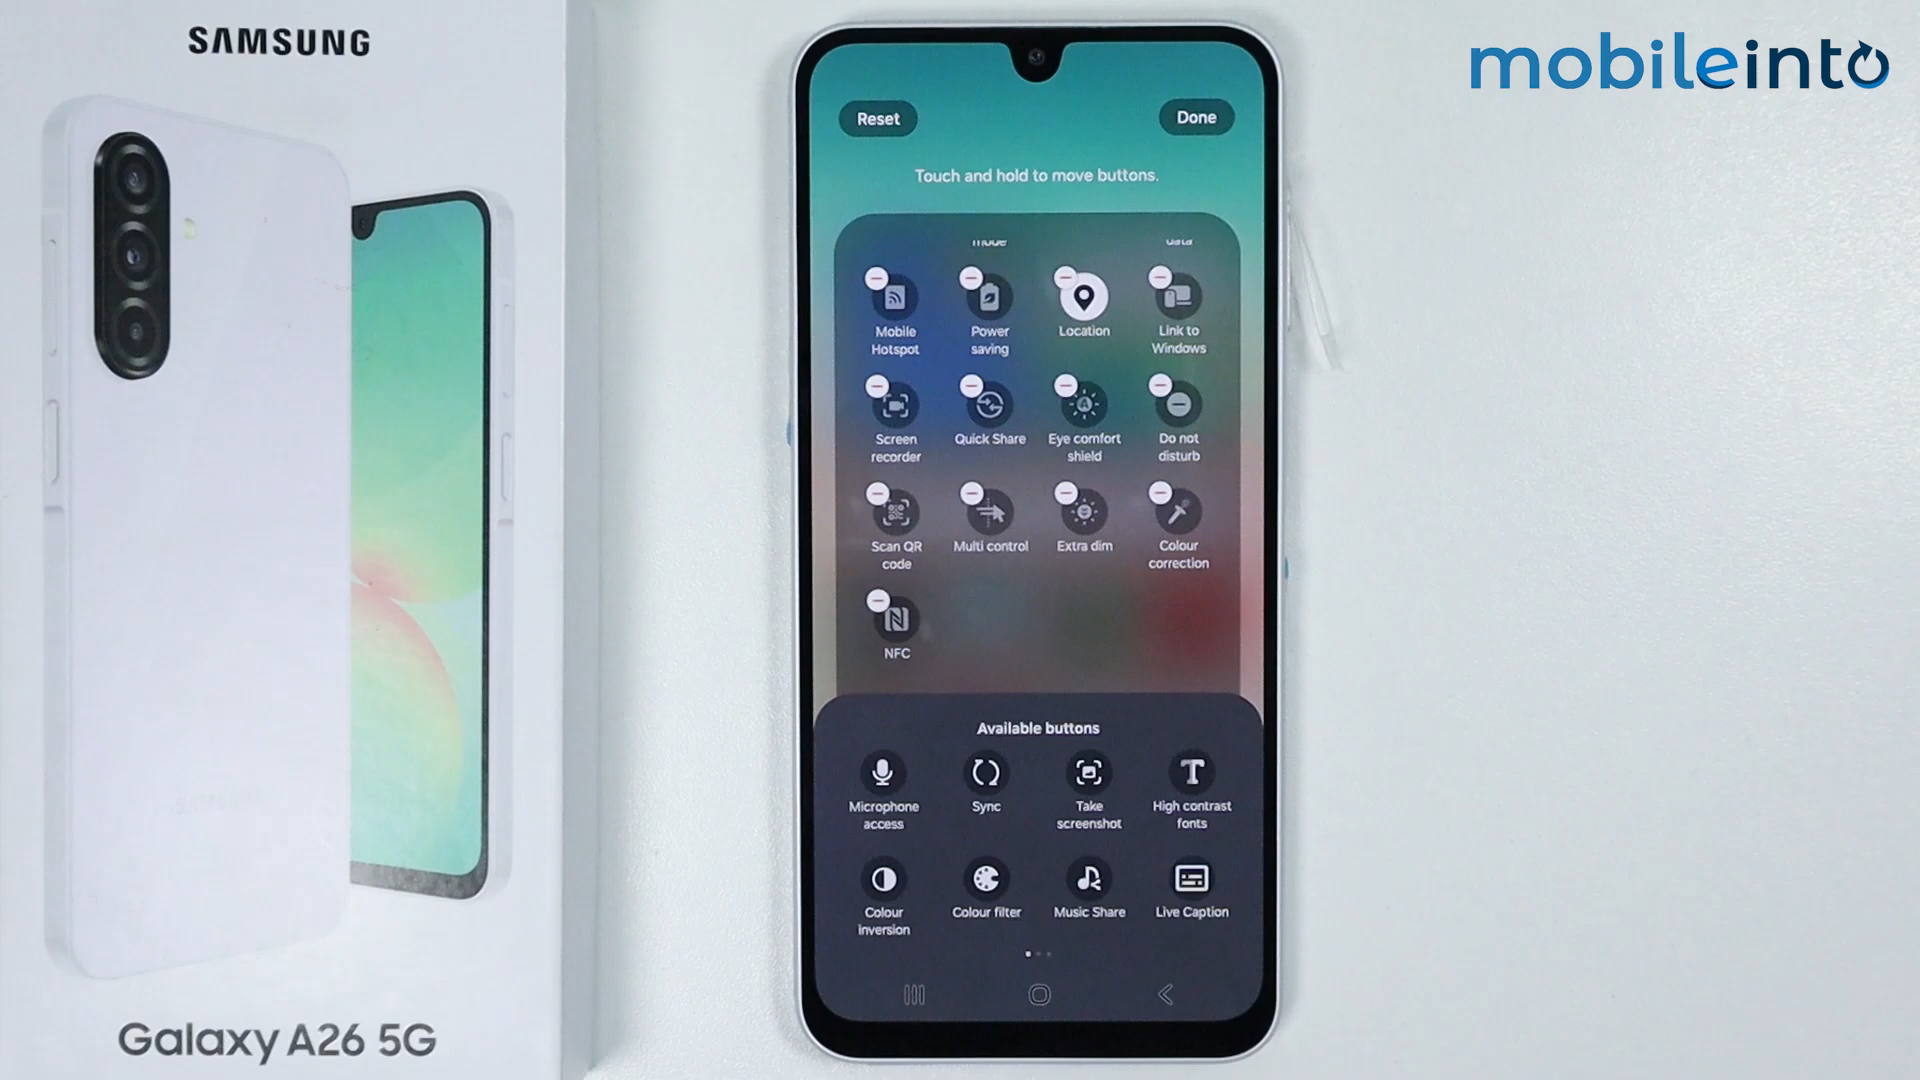 SAMSUNG
Galaxy A26 5G
mobileinto
Reset
Done
Touch and hold to move buttons.
mode
data
Mobile
Hotspot
Power
saving
Location
Link to
Windows
Screen
recorder
Quick Share
Eye comfort
shield
Do not
disturb
Scan QR
code
Multi control
Extra dim
Colour
correction
NFC
Available buttons
Microphone
access
Sync
Take
screenshot
High contrast
fonts
Colour
inversion
Colour filter
Music Share
Live Caption